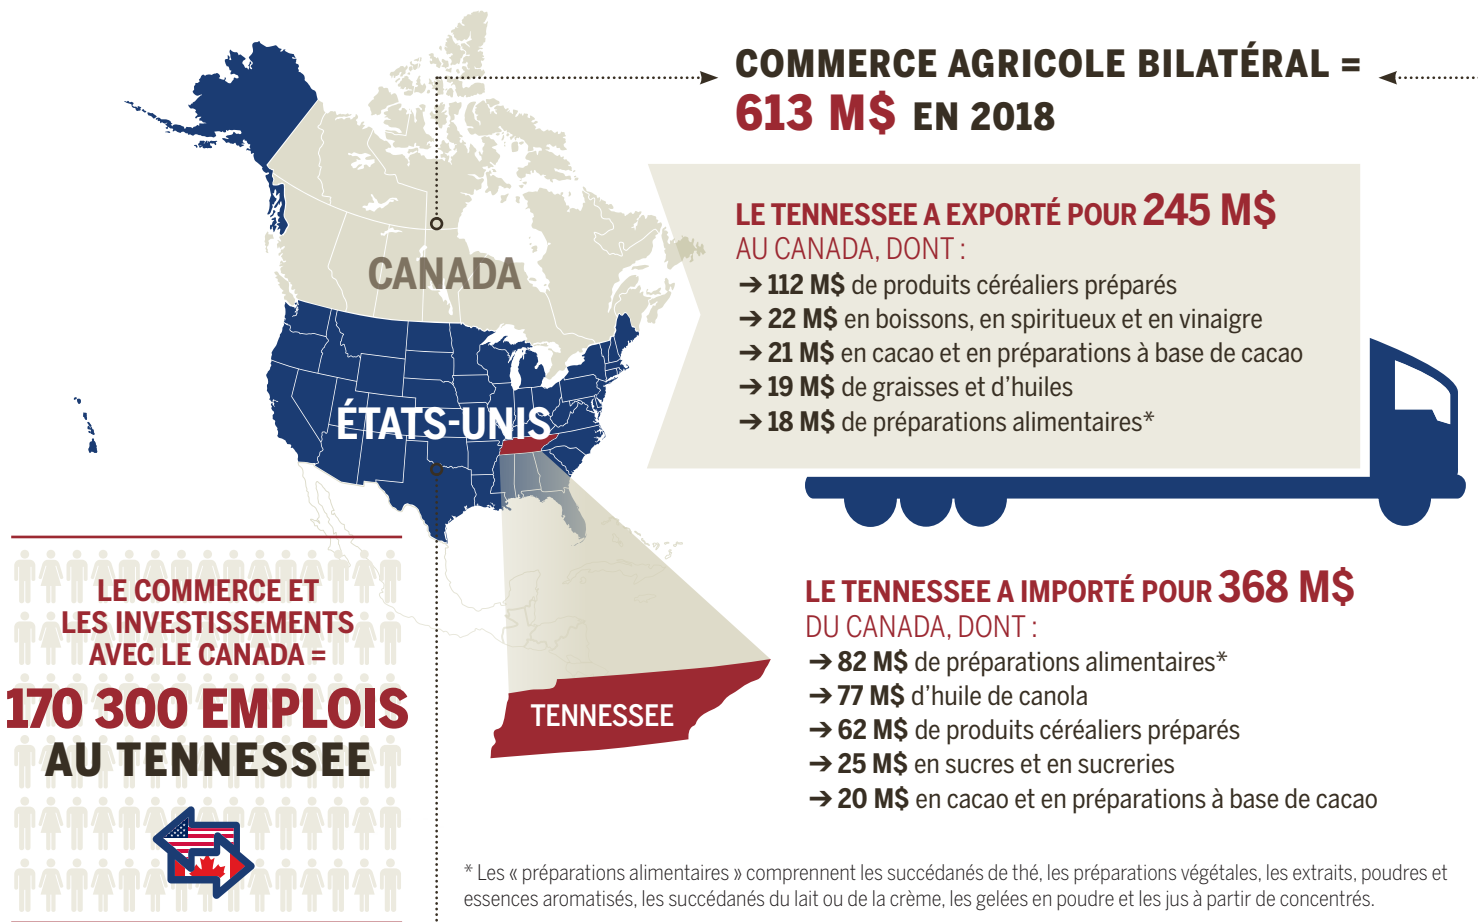 COMMERCE AGRICOLE BILATÉRAL =
613 M$ EN 2018
LE TENNESSEE A EXPORTÉ POUR 245 M$
AU CANADA, DONT :
➔ 112 M$ de produits céréaliers préparés
➔ 22 M$ en boissons, en spiritueux et en vinaigre
➔ 21 M$ en cacao et en préparations à base de cacao
➔ 19 M$ de graisses et d’huiles
➔ 18 M$ de préparations alimentaires*
CANADA
ÉTATS-UNIS
TENNESSEE
LE COMMERCE ET
LES INVESTISSEMENTS
AVEC LE CANADA =
170 300 EMPLOIS
AU TENNESSEE
LE TENNESSEE A IMPORTÉ POUR 368 M$
DU CANADA, DONT :
➔ 82 M$ de préparations alimentaires*
➔ 77 M$ d’huile de canola
➔ 62 M$ de produits céréaliers préparés
➔ 25 M$ en sucres et en sucreries
➔ 20 M$ en cacao et en préparations à base de cacao
* Les « préparations alimentaires » comprennent les succédanés de thé, les préparations végétales, les extraits, poudres et
essences aromatisés, les succédanés du lait ou de la crème, les gelées en poudre et les jus à partir de concentrés.